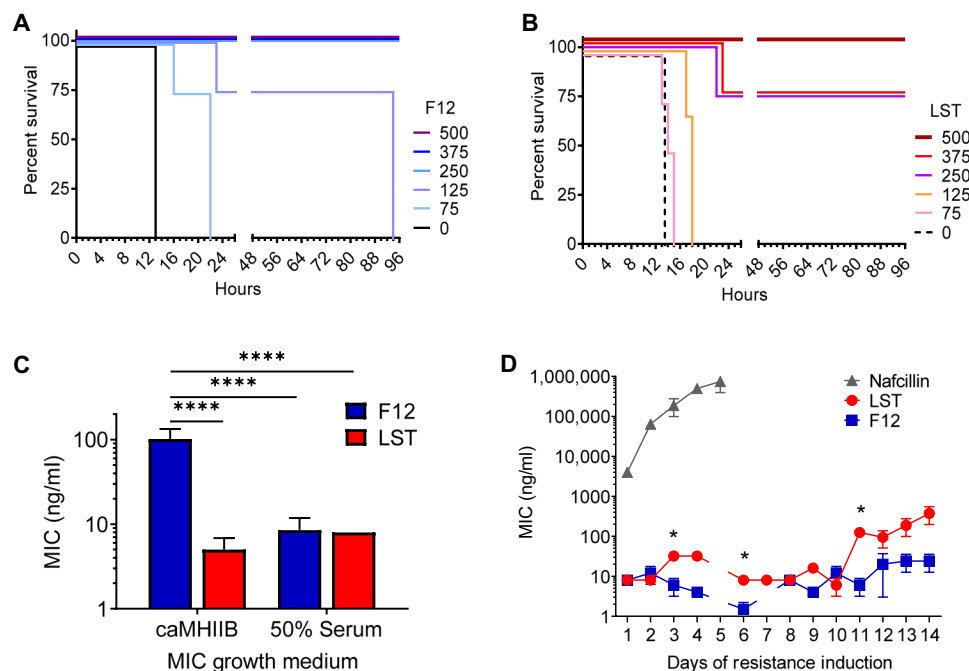 A
Percent survival
100
75
50
25
0
0 4 8 12 16 20 24 48 56 64 72 80 88 96
Hours
F12
500
375
250
125
75
0
B
Percent survival
100
75
50
25
0
0 4 8 12 16 20 24 48 56 64 72 80 88 96
Hours
LST
500
375
250
125
75
0
C
****
****
****
F12
LST
MIC (ng/ml)
100
10
1
caMHIIB 50% Serum
MIC growth medium
D
Nafcillin
LST
F12
MIC (ng/ml)
1,000,000
100,000
10,000
1000
100
10
1
* * *
1 2 3 4 5 6 7 8 9 10 11 12 13 14
Days of resistance induction